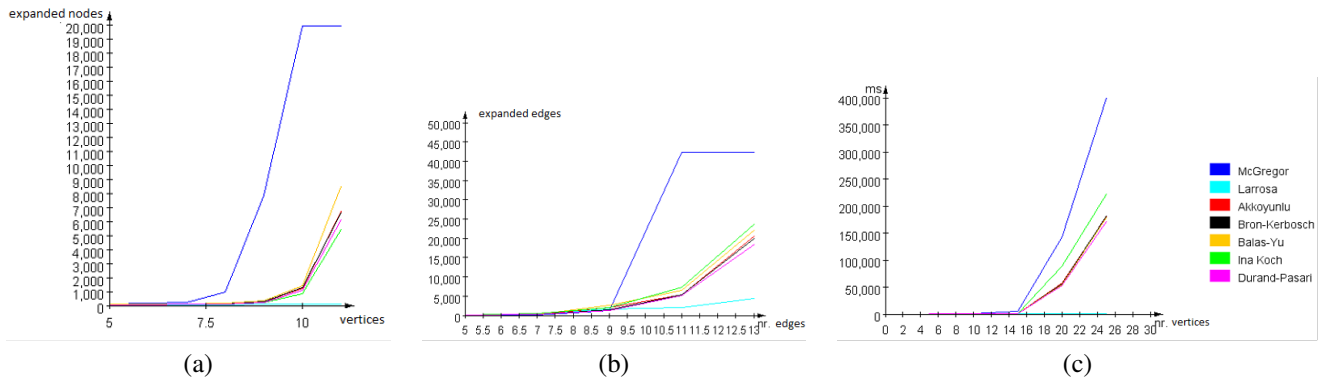 expanded nodes
20,000
19,000
18,000
17,000
16,000
15,000
14,000
13,000
12,000
11,000
10,000
9,000
8,000
7,000
6,000
5,000
4,000
3,000
2,000
1,000
0
5 7.5 10
vertices
(a)
expanded edges
50,000
45,000
40,000
35,000
30,000
25,000
20,000
15,000
10,000
5,000
0
nr. edges
5 5.5 6 6.5 7 7.5 8 8.5 9 9.5 10 10.5 11 11.5 12 12.5 13
(b)
ms
400,000
350,000
300,000
250,000
200,000
150,000
100,000
50,000
0
0 2 4 6 8 10 12 14 16 18 20 22 24 26 28 30
nr. vertices
(c)
McGregor
Larrosa
Akkoyunlu
Bron-Kerbosch
Balas-Yu
Ina Koch
Durand-Pasari